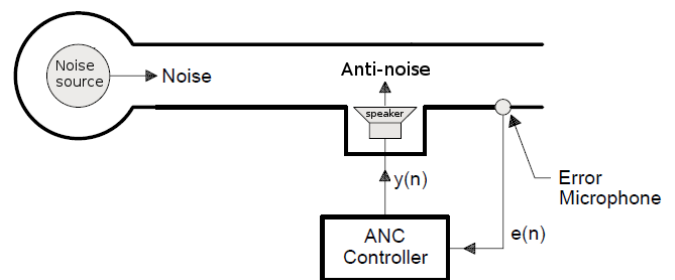 Noise
source
Noise
Anti-noise
speaker
y(n)
Error
Microphone
ANC
Controller
e(n)